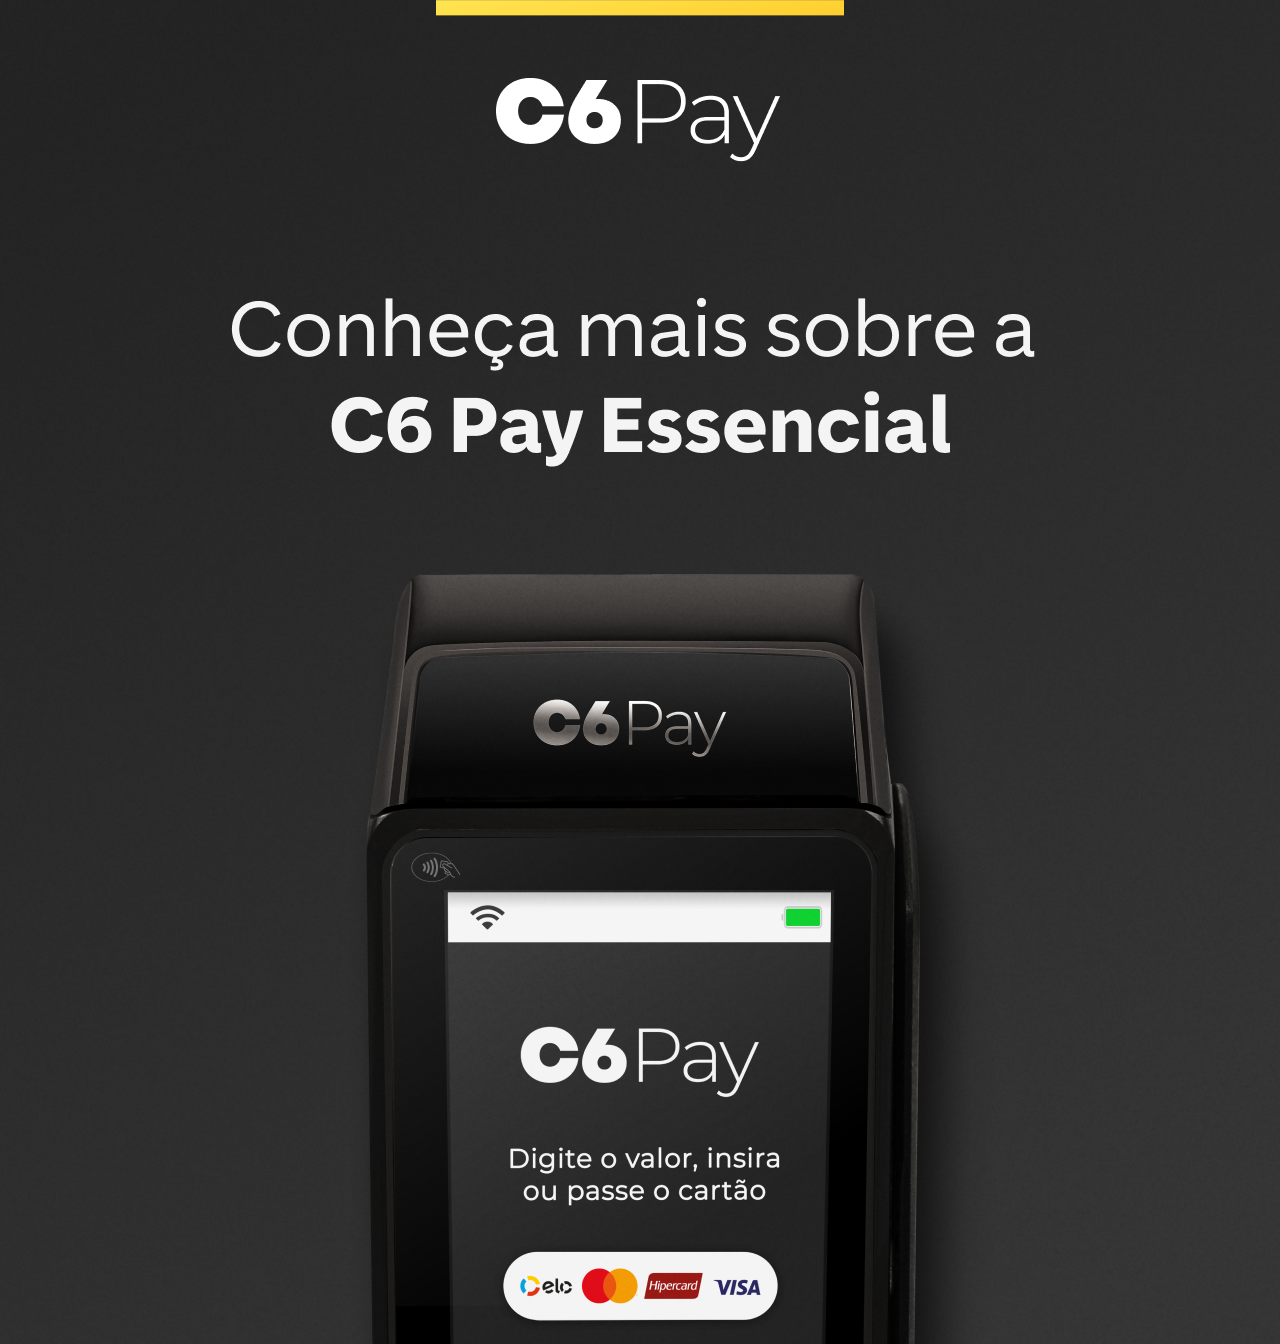 C6 Pay
Conheça mais sobre a
C6 Pay Essencial
C6 Pay
C6 Pay
Digite o valor, insira
ou passe o cartão
elo Hipercard VISA